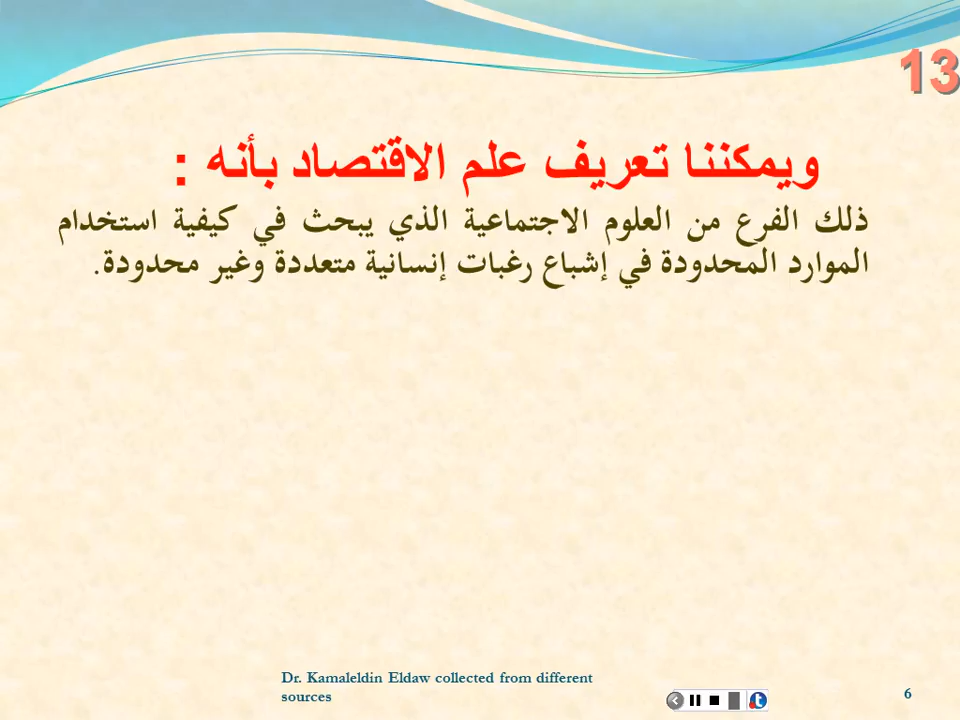 13
ويمكننا تعريف علم الاقتصاد بأنه :
ذلك الفرع من العلوم الاجتماعية الذي يبحث في كيفية استخدام
الموارد المحدودة في إشباع رغبات إنسانية متعددة وغير محدودة.
Dr. Kamaleldin Eldaw collected from different
sources
6